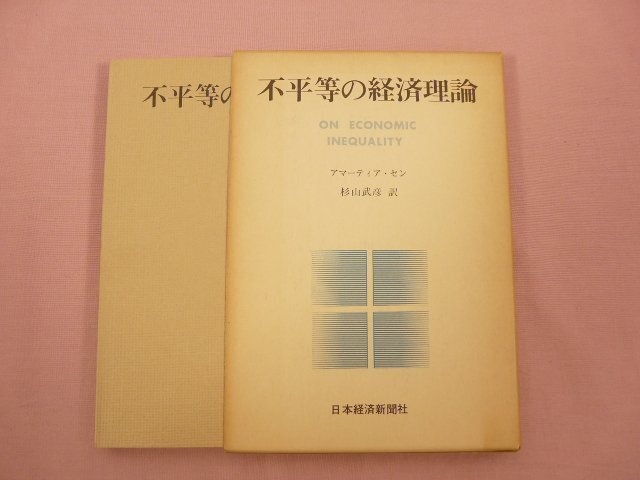 不平等の
不平等の経済理論
ON ECONOMIC
INEQUALITY
アマーティア・セン
杉山武彦 訳
日本経済新聞社